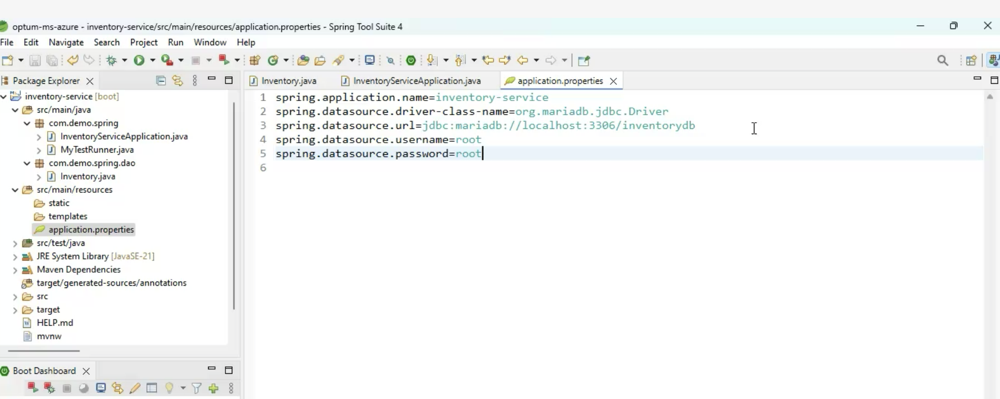 optum-ms-azure - inventory-service/src/main/resources/application.properties - Spring Tool Suite 4
File Edit Navigate Search Project Run Window Help
Package Explorer
inventory-service [boot]
src/main/java
com.demo.spring
InventoryServiceApplication.java
MyTestRunner.java
com.demo.spring.dao
Inventory.java
src/main/resources
static
templates
application.properties
src/test/java
JRE System Library [JavaSE-21]
Maven Dependencies
target/generated-sources/annotations
src
target
HELP.md
mvnw
Boot Dashboard
Inventory.java InventoryServiceApplication.java application.properties
1 spring.application.name=inventory-service
2 spring.datasource.driver-class-name=org.mariadb.jdbc.Driver
3 spring.datasource.url=jdbc:mariadb://localhost:3306/inventorydb
4 spring.datasource.username=root
5 spring.datasource.password=root
6